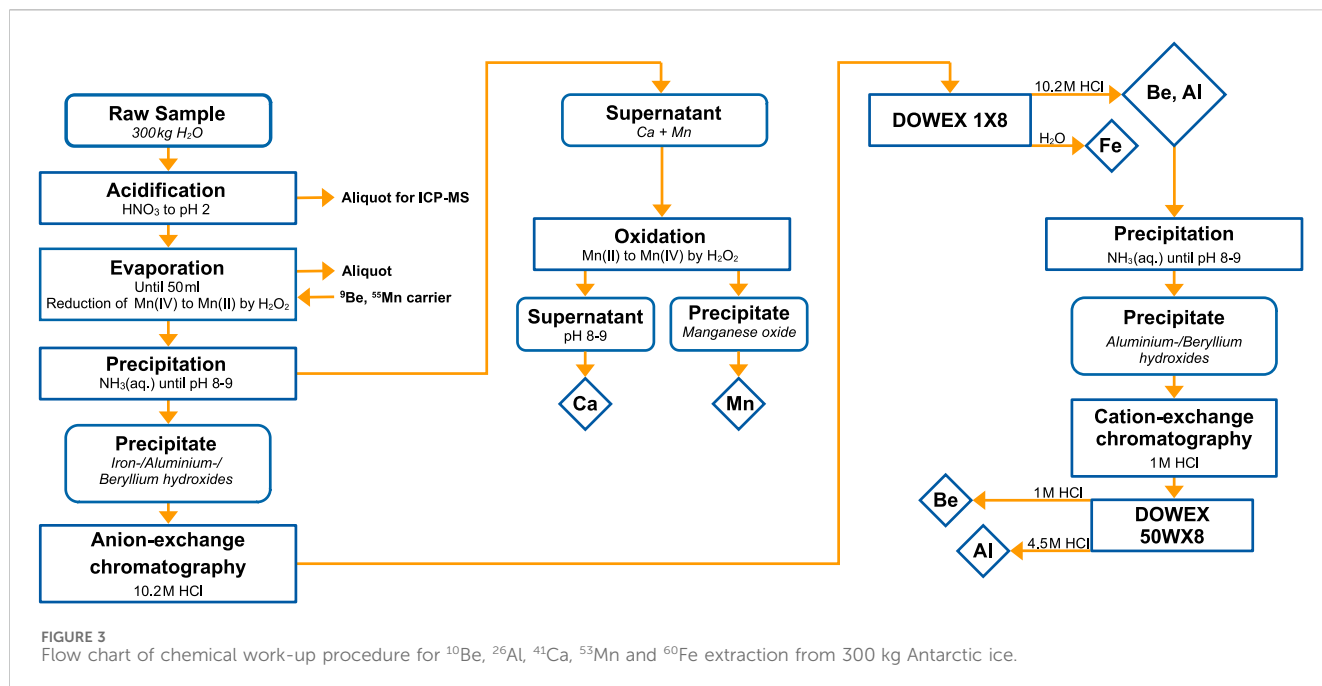 Raw Sample
300kg H₂O
Acidification
HNO₃ to pH 2
Aliquot for ICP-MS
Evaporation
Until 50ml
Reduction of Mn(IV) to Mn(II) by H₂O₂
Aliquot
⁹Be, ⁵⁵Mn carrier
Precipitation
NH₃(aq.) until pH 8-9
Precipitate
Iron-/Aluminium-/
Beryllium hydroxides
Anion-exchange
chromatography
10.2M HCl
Supernatant
Ca + Mn
Oxidation
Mn(II) to Mn(IV) by H₂O₂
Supernatant
pH 8-9
Precipitate
Manganese oxide
Ca
Mn
DOWEX 1X8
10.2M HCl
Be, Al
H₂O
Fe
Precipitation
NH₃(aq.) until pH 8-9
Precipitate
Aluminium-/Beryllium
hydroxides
Cation-exchange
chromatography
1M HCl
1M HCl
Be
DOWEX
50WX8
4.5M HCl
Al
FIGURE 3
Flow chart of chemical work-up procedure for ¹⁰Be, ²⁶Al, ⁴¹Ca, ⁵³Mn and ⁶⁰Fe extraction from 300 kg Antarctic ice.